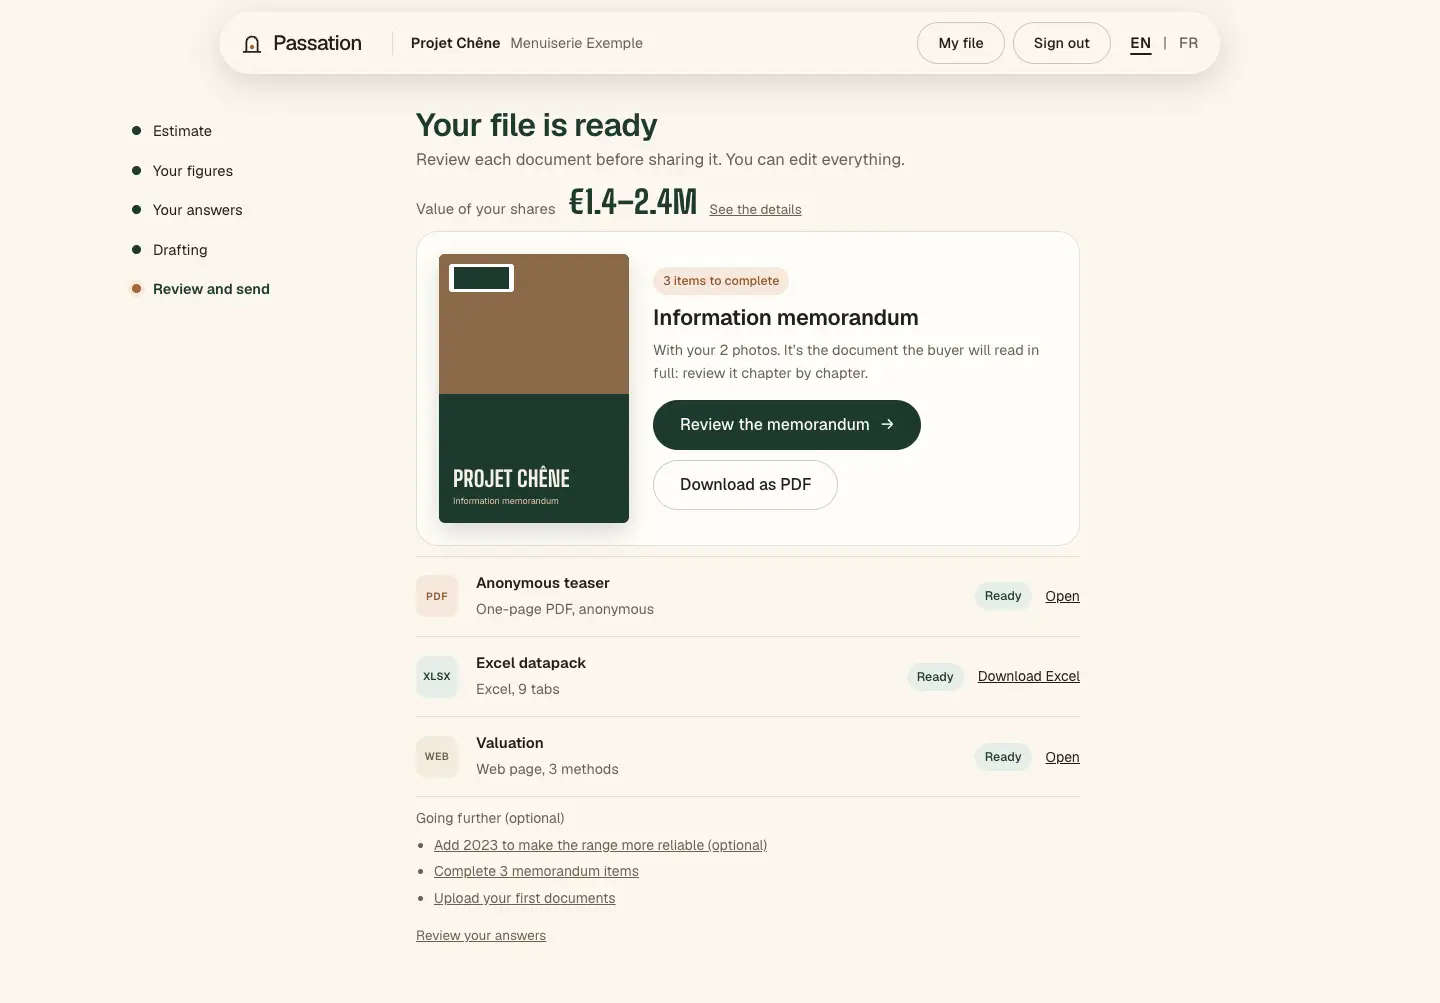 Passation
Projet Chêne Menuiserie Exemple
My file
Sign out
EN | FR
Estimate
Your figures
Your answers
Drafting
Review and send
Your file is ready
Review each document before sharing it. You can edit everything.
Value of your shares €1.4–2.4M See the details
PROJET CHÊNE
Information memorandum
3 items to complete
Information memorandum
With your 2 photos. It's the document the buyer will read in
full: review it chapter by chapter.
Review the memorandum →
Download as PDF
PDF
Anonymous teaser
One-page PDF, anonymous
Ready Open
XLSX
Excel datapack
Excel, 9 tabs
Ready Download Excel
WEB
Valuation
Web page, 3 methods
Ready Open
Going further (optional)
• Add 2023 to make the range more reliable (optional)
• Complete 3 memorandum items
• Upload your first documents
Review your answers